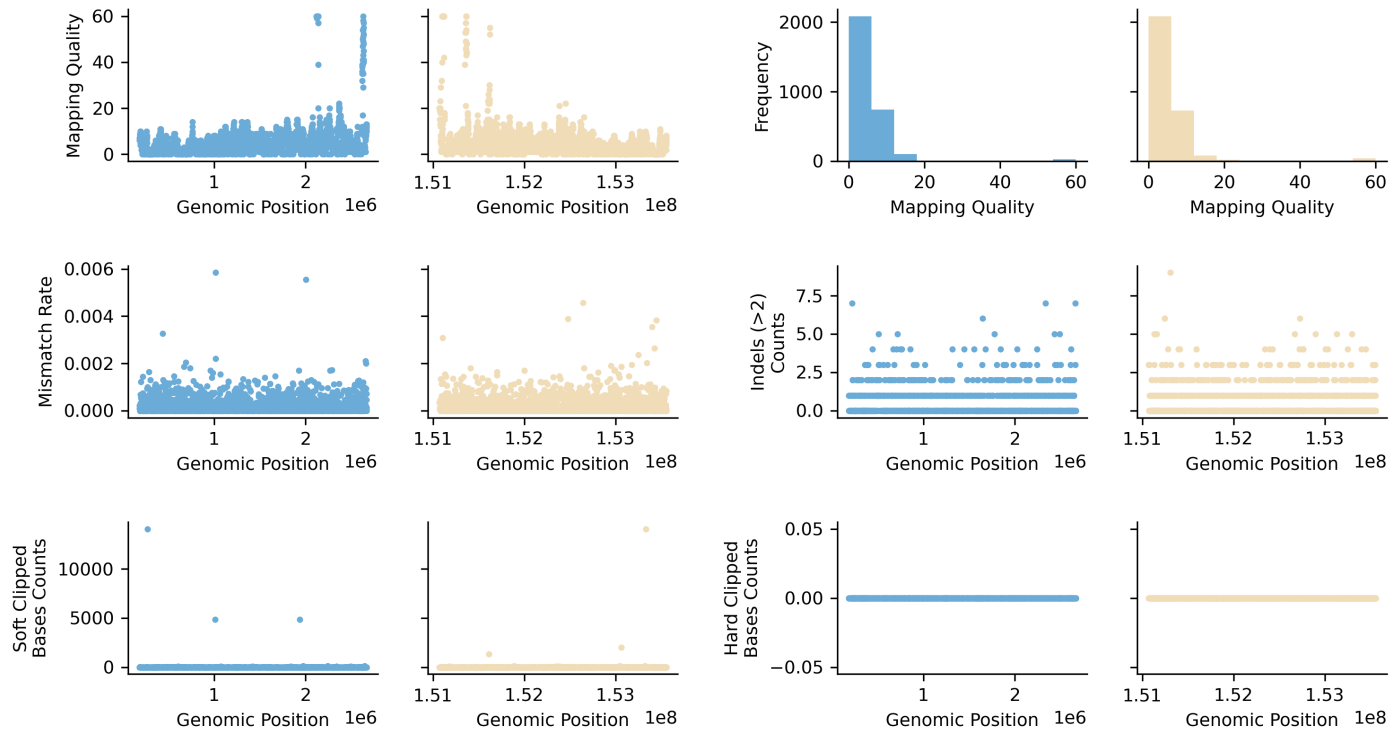 Mapping Quality
60
40
20
0
1 2
Genomic Position 1e6
1.51 1.52 1.53
Genomic Position 1e8
Frequency
2000
1000
0
0 20 40 60
Mapping Quality
0 20 40 60
Mapping Quality
Mismatch Rate
0.006
0.004
0.002
0.000
1 2
Genomic Position 1e6
1.51 1.52 1.53
Genomic Position 1e8
Indels (>2)
Counts
7.5
5.0
2.5
0.0
1 2
Genomic Position 1e6
1.51 1.52 1.53
Genomic Position 1e8
Soft Clipped
Bases Counts
10000
5000
0
1 2
Genomic Position 1e6
1.51 1.52 1.53
Genomic Position 1e8
Hard Clipped
Bases Counts
0.05
0.00
−0.05
1 2
Genomic Position 1e6
1.51 1.52 1.53
Genomic Position 1e8